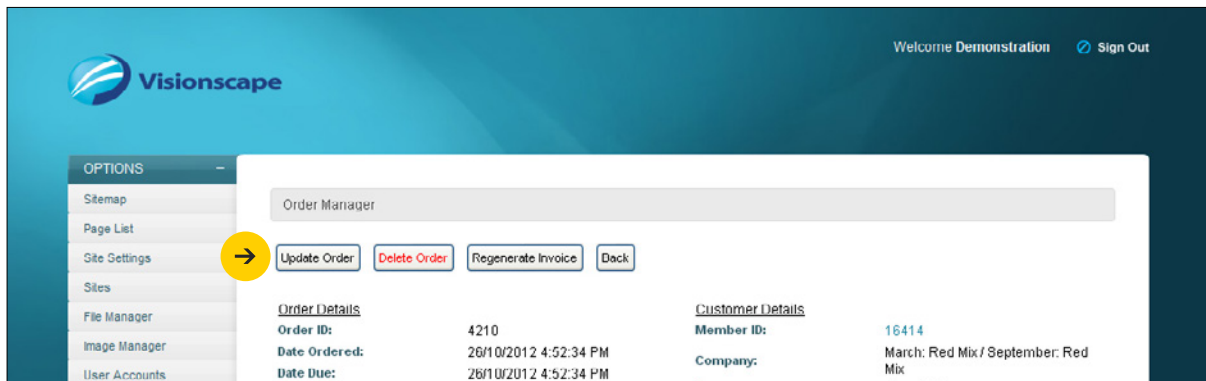 Welcome Demonstration Sign Out
Visionscape
OPTIONS –
Sitemap
Page List
Site Settings
Sites
File Manager
Image Manager
User Accounts
Order Manager
Update Order Delete Order Regenerate Invoice Back
Order Details
Order ID: 4210
Date Ordered: 26/10/2012 4:52:34 PM
Date Due: 26/10/2012 4:52:34 PM
Customer Details
Member ID: 16414
Company: March: Red Mix / September: Red
Mix